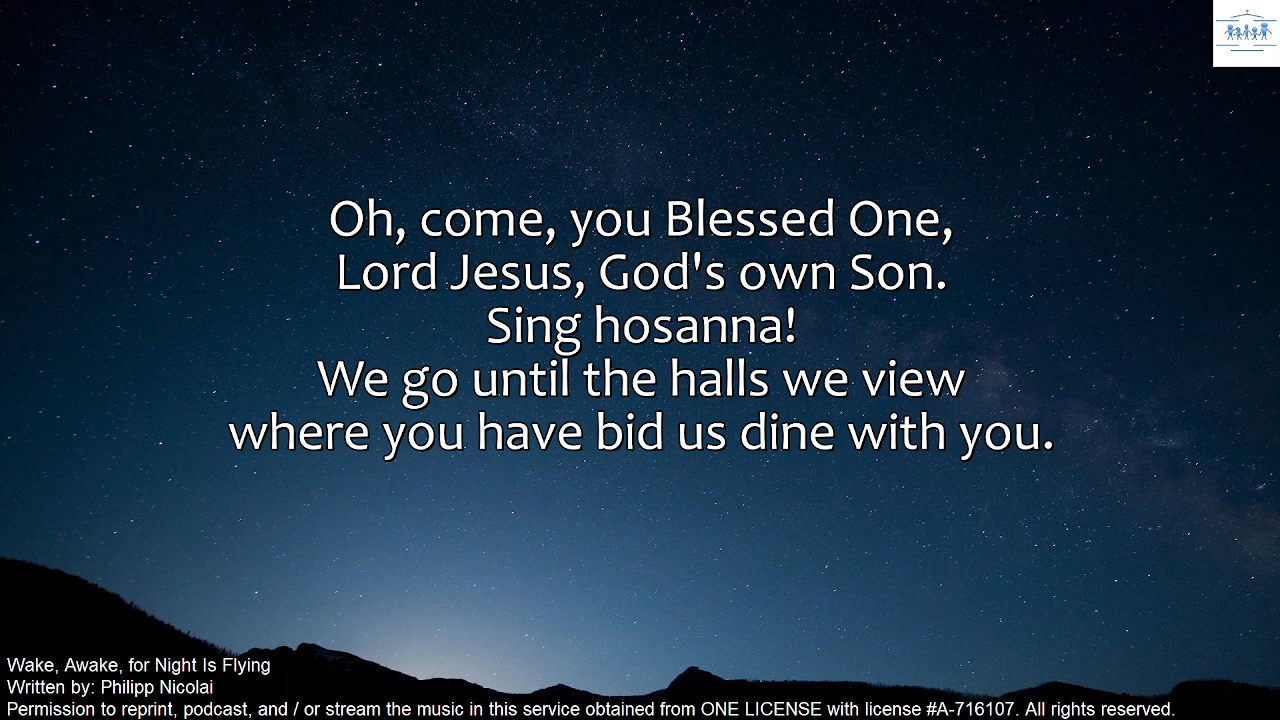 Oh, come, you Blessed One,
Lord Jesus, God's own Son.
Sing hosanna!
We go until the halls we view
where you have bid us dine with you.
Wake, Awake, for Night Is Flying
Written by: Philipp Nicolai
Permission to reprint, podcast, and / or stream the music in this service obtained from ONE LICENSE with license #A-716107. All rights reserved.